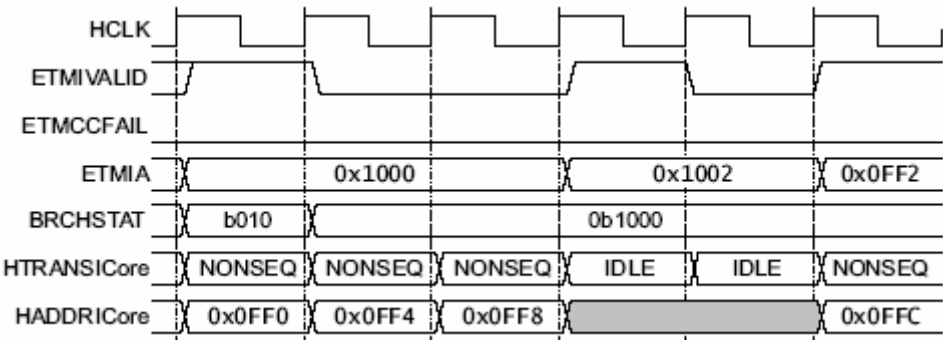 HCLK
ETMIVALID
ETMCCFAIL
ETMIA 0x1000 0x1002 0x0FF2
BRCHSTAT b010 0b1000
HTRANSICore NONSEQ NONSEQ NONSEQ IDLE IDLE NONSEQ
HADDRICore 0x0FF0 0x0FF4 0x0FF8 0x0FFC